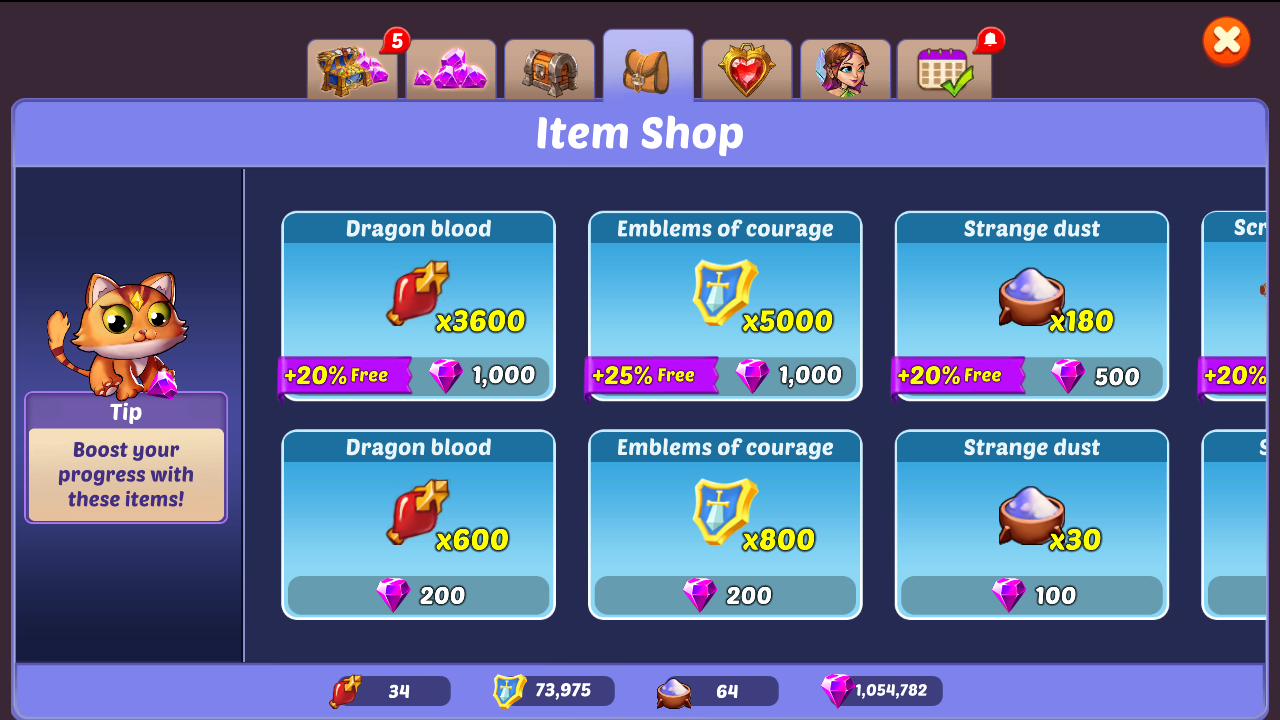 5
Item Shop
Dragon blood
x3600
+20% Free
1,000
Emblems of courage
x5000
+25% Free
1,000
Strange dust
x180
+20% Free
500
Scr
+20%
Tip
Boost your
progress with
these items!
Dragon blood
x600
200
Emblems of courage
x800
200
Strange dust
x30
100
34
73,975
64
1,054,782